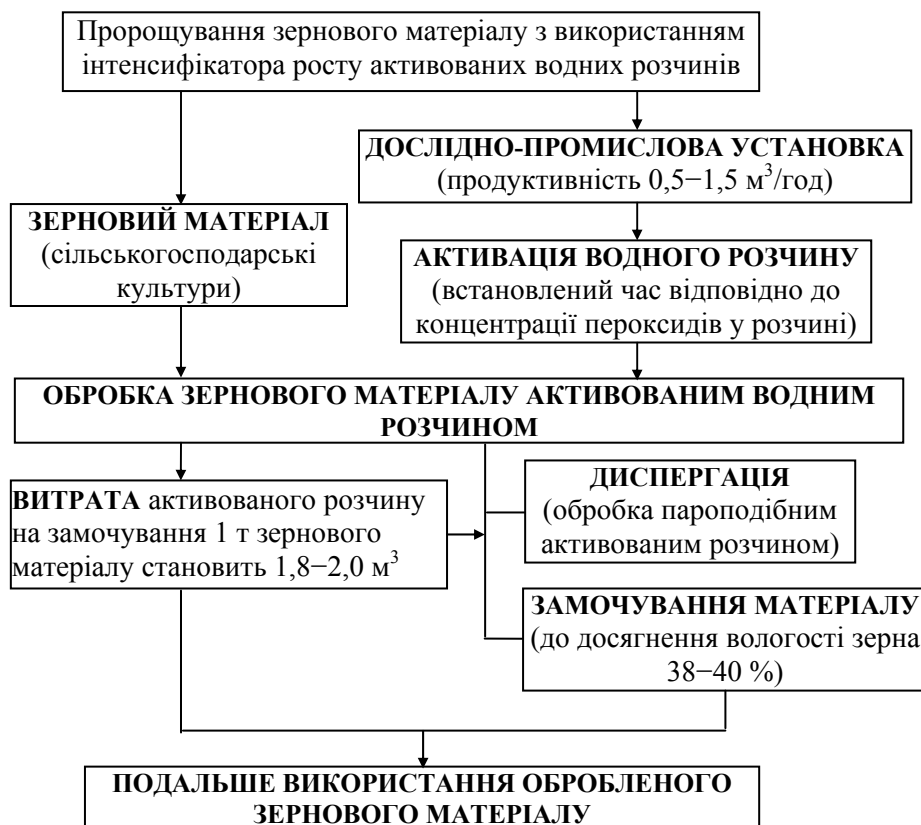 Пророщування зернового матеріалу з використанням
інтенсифікатора росту активованих водних розчинів
ДОСЛІДНО-ПРОМИСЛОВА УСТАНОВКА
(продуктивність 0,5−1,5 м³/год)
ЗЕРНОВИЙ МАТЕРІАЛ
(сільськогосподарські
культури)
АКТИВАЦІЯ ВОДНОГО РОЗЧИНУ
(встановлений час відповідно до
концентрації пероксидів у розчині)
ОБРОБКА ЗЕРНОВОГО МАТЕРІАЛУ АКТИВОВАНИМ ВОДНИМ
РОЗЧИНОМ
ВИТРАТА активованого розчину
на замочування 1 т зернового
матеріалу становить 1,8−2,0 м³
ДИСПЕРГАЦІЯ
(обробка пароподібним
активованим розчином)
ЗАМОЧУВАННЯ МАТЕРІАЛУ
(до досягнення вологості зерна
38−40 %)
ПОДАЛЬШЕ ВИКОРИСТАННЯ ОБРОБЛЕНОГО
ЗЕРНОВОГО МАТЕРІАЛУ